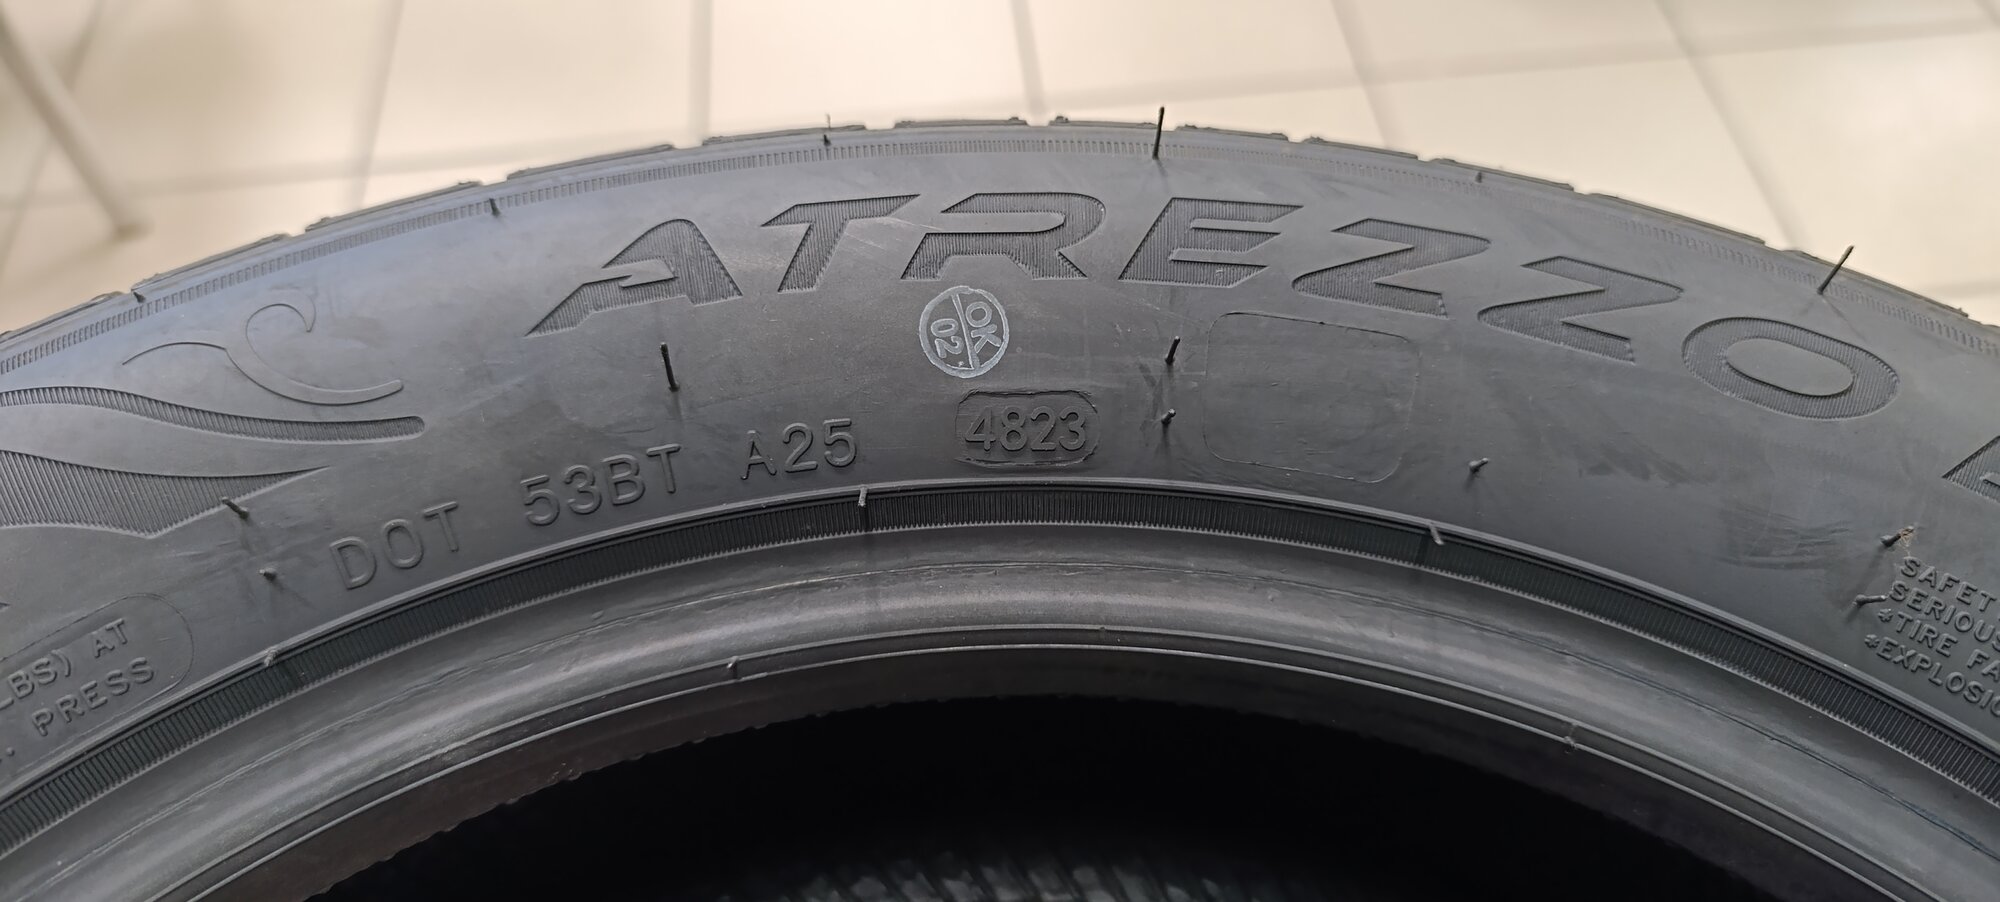 ATREZZO
OK
02
4823
DOT 53BT A25
LBS) AT
PRESS
SAFET
SERIOUS
TIRE FA
EXPLOSIO